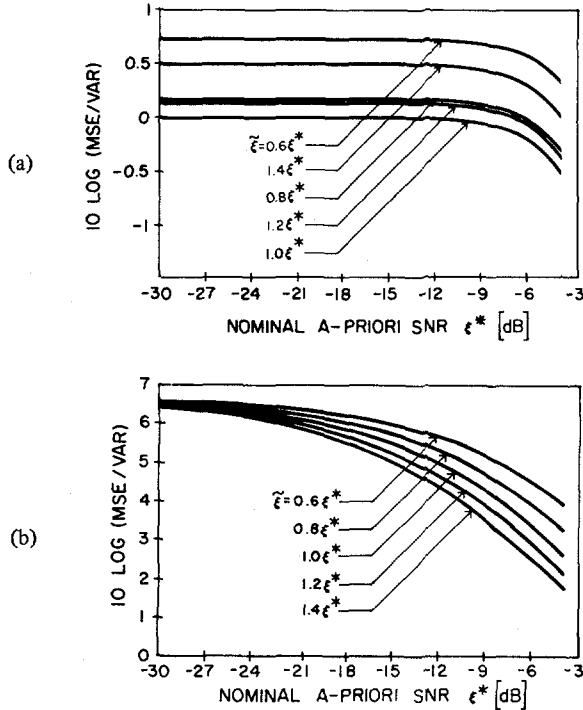 (a)
10 LOG (MSE/VAR)
1
0.5
0
-0.5
-1
ξ̃=0.6ξ*
1.4ξ*
0.8ξ*
1.2ξ*
1.0ξ*
-30 -27 -24 -21 -18 -15 -12 -9 -6 -3
NOMINAL A-PRIORI SNR ξ* [dB]
(b)
10 LOG (MSE/VAR)
7
6
5
4
3
2
1
0
ξ̃=0.6ξ*
0.8ξ*
1.0ξ*
1.2ξ*
1.4ξ*
-30 -27 -24 -21 -18 -15 -12 -9 -6 -3
NOMINAL A-PRIORI SNR ξ* [dB]